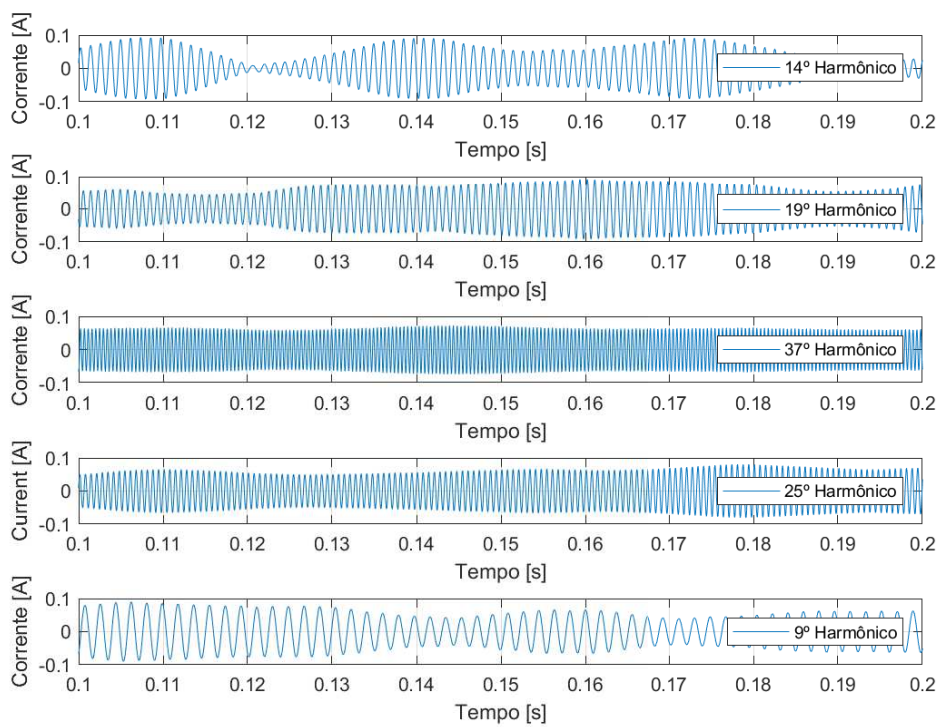 Corrente [A]
0.1
0
-0.1
14º Harmônico
0.1 0.11 0.12 0.13 0.14 0.15 0.16 0.17 0.18 0.19 0.2
Tempo [s]
Corrente [A]
0.1
0
-0.1
19º Harmônico
0.1 0.11 0.12 0.13 0.14 0.15 0.16 0.17 0.18 0.19 0.2
Tempo [s]
Corrente [A]
0.1
0
-0.1
37º Harmônico
0.1 0.11 0.12 0.13 0.14 0.15 0.16 0.17 0.18 0.19 0.2
Tempo [s]
Current [A]
0.1
0
-0.1
25º Harmônico
0.1 0.11 0.12 0.13 0.14 0.15 0.16 0.17 0.18 0.19 0.2
Tempo [s]
Corrente [A]
0.1
0
-0.1
9º Harmônico
0.1 0.11 0.12 0.13 0.14 0.15 0.16 0.17 0.18 0.19 0.2
Tempo [s]